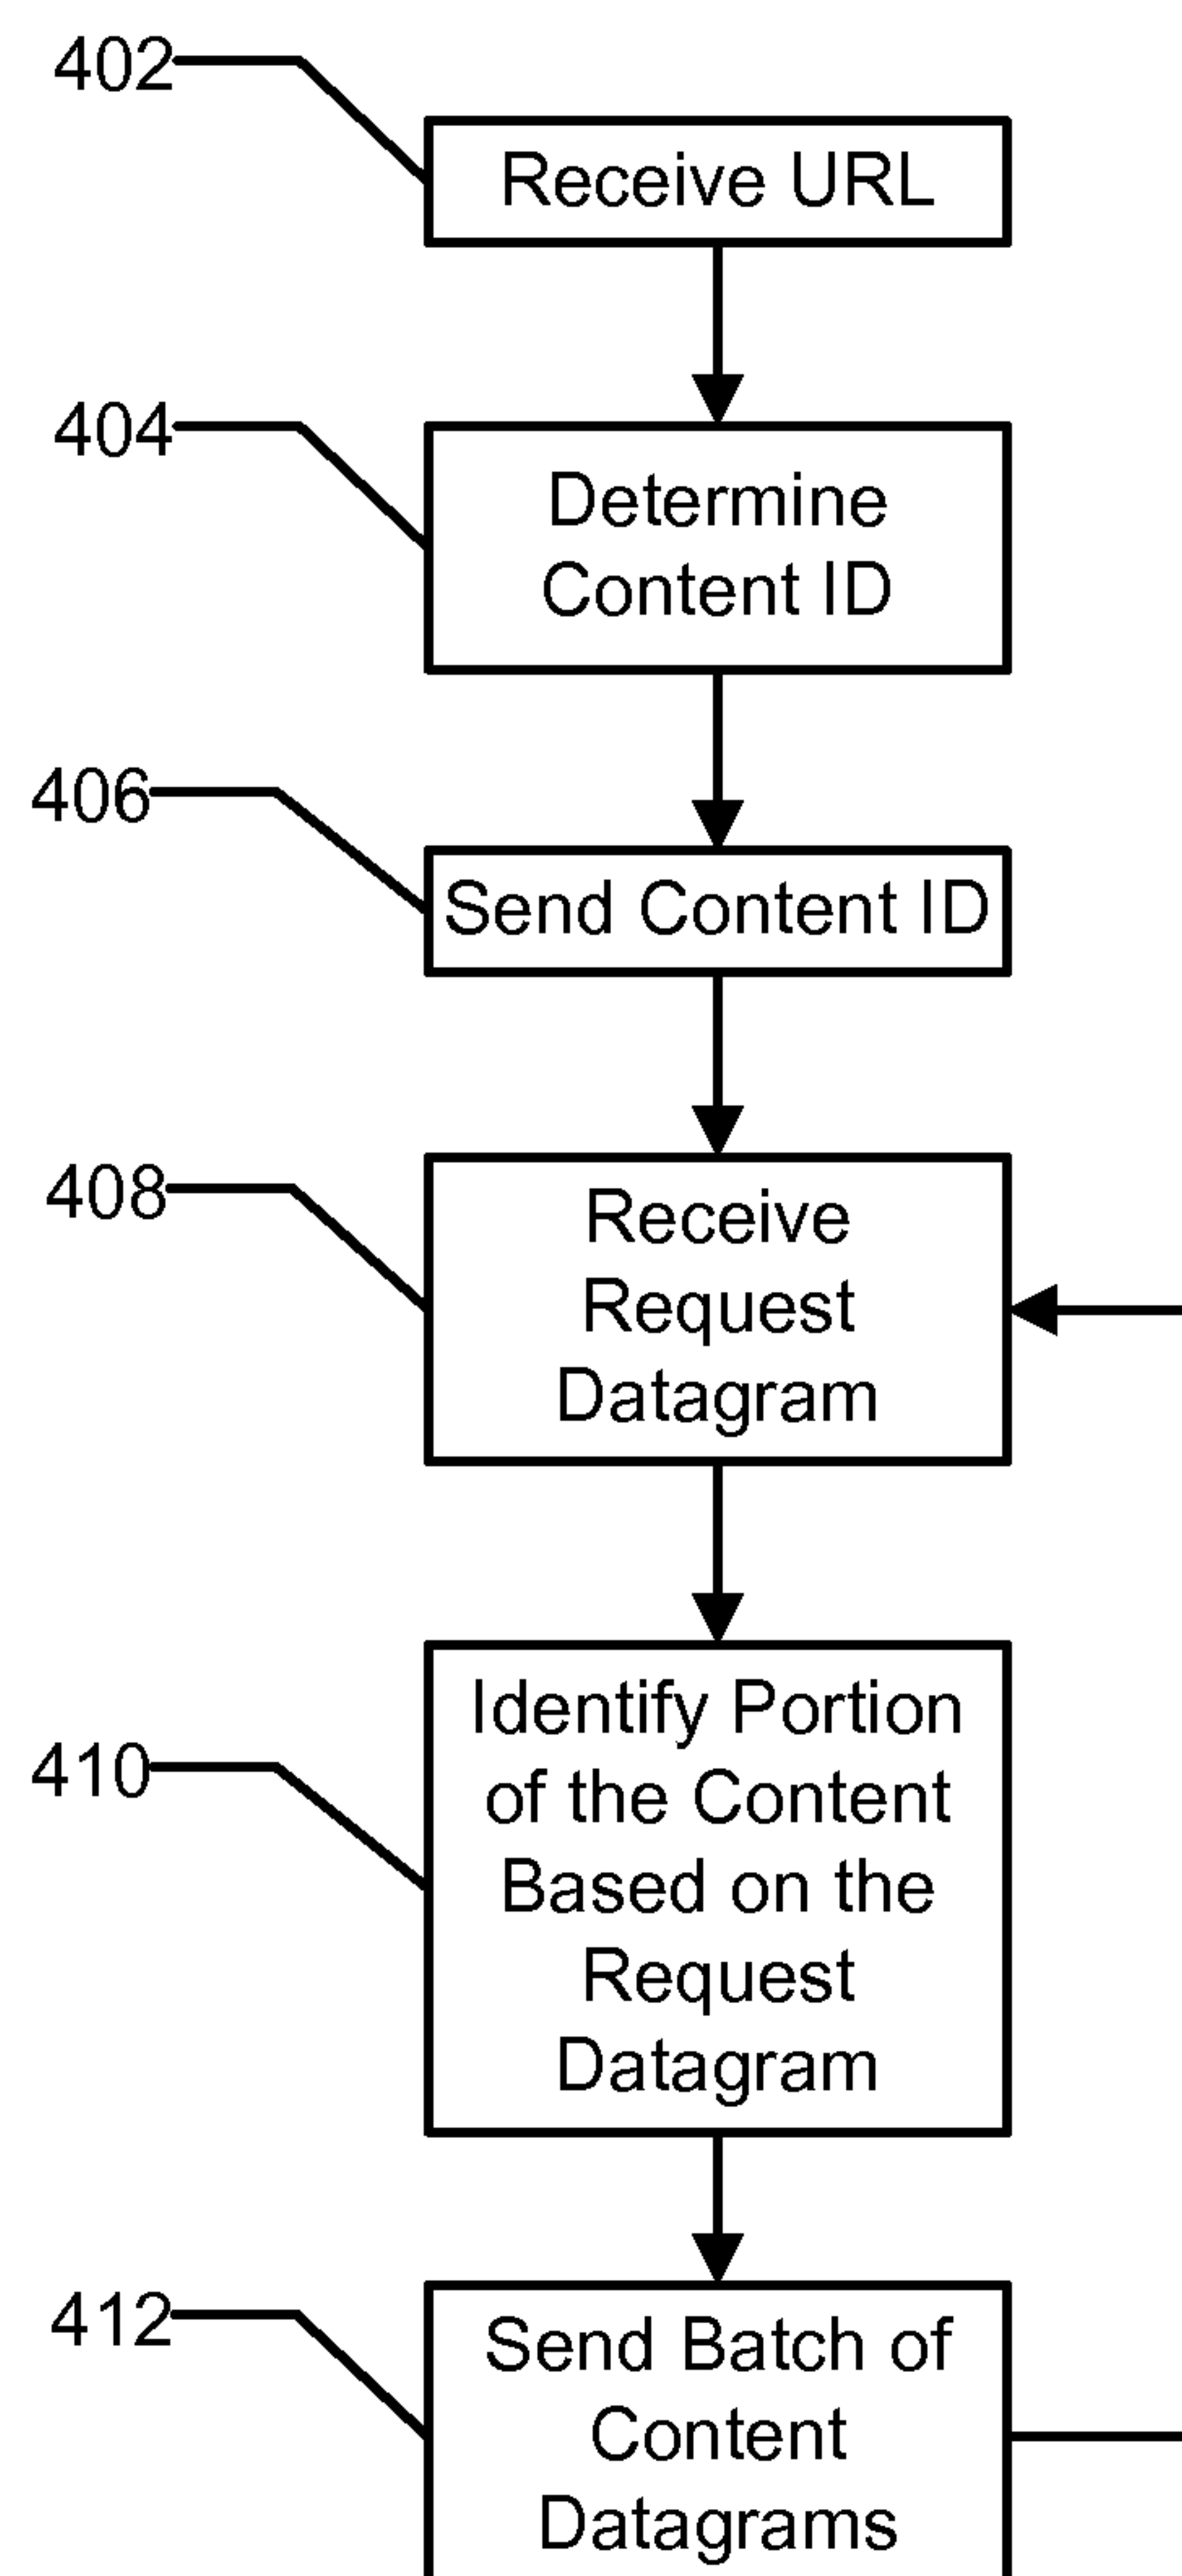 402
Receive URL
404
Determine
Content ID
406
Send Content ID
408
Receive
Request
Datagram
410
Identify Portion
of the Content
Based on the
Request
Datagram
412
Send Batch of
Content
Datagrams